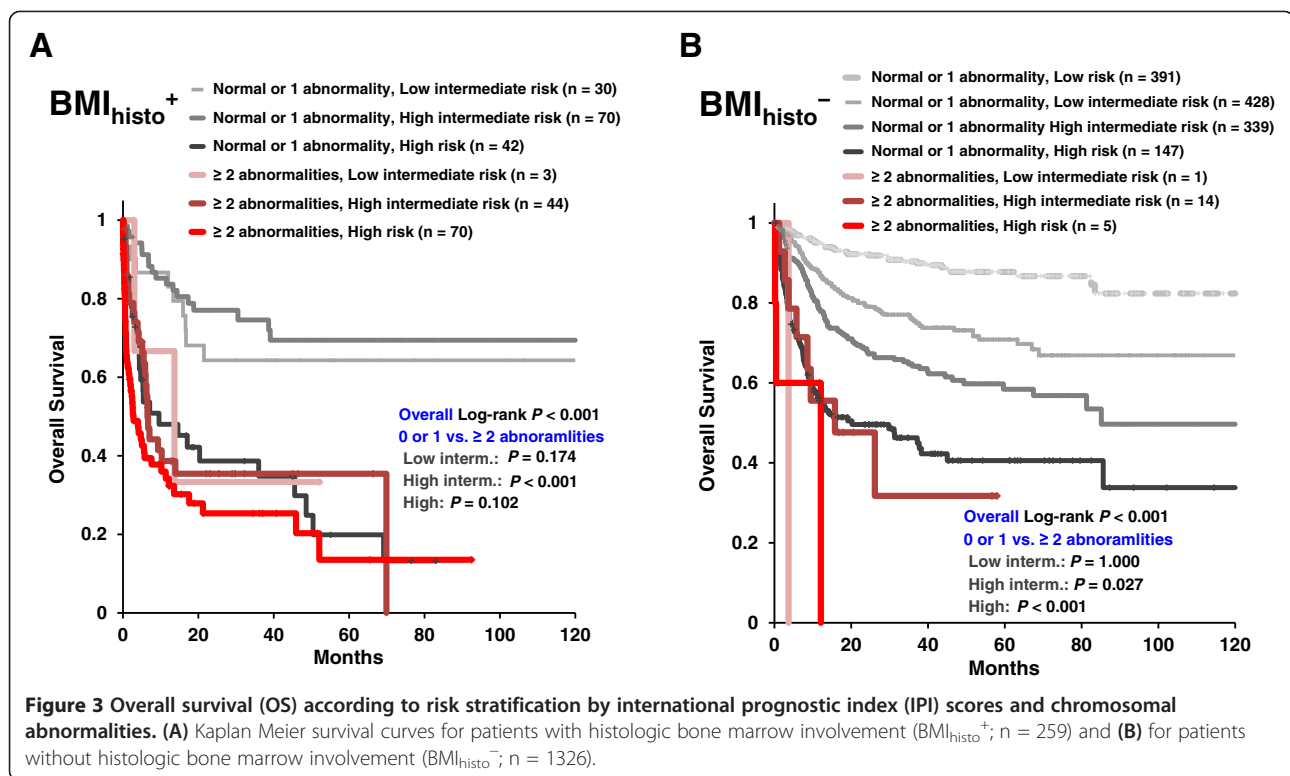 A
BMIhisto+
Normal or 1 abnormality, Low intermediate risk (n = 30)
Normal or 1 abnormality, High intermediate risk (n = 70)
Normal or 1 abnormality, High risk (n = 42)
≥ 2 abnormalities, Low intermediate risk (n = 3)
≥ 2 abnormalities, High intermediate risk (n = 44)
≥ 2 abnormalities, High risk (n = 70)
Overall Survival
1
0.8
0.6
0.4
0.2
0
0 20 40 60 80 100 120
Months
Overall Log-rank P < 0.001
0 or 1 vs. ≥ 2 abnoramlities
Low interm.: P = 0.174
High interm.: P < 0.001
High: P = 0.102
B
BMIhisto−
Normal or 1 abnormality, Low risk (n = 391)
Normal or 1 abnormality, Low intermediate risk (n = 428)
Normal or 1 abnormality High intermediate risk (n = 339)
Normal or 1 abnormality, High risk (n = 147)
≥ 2 abnormalities, Low intermediate risk (n = 1)
≥ 2 abnormalities, High intermediate risk (n = 14)
≥ 2 abnormalities, High risk (n = 5)
Overall Survival
1
0.8
0.6
0.4
0.2
0
0 20 40 60 80 100 120
Months
Overall Log-rank P < 0.001
0 or 1 vs. ≥ 2 abnoramlities
Low interm.: P = 1.000
High interm.: P = 0.027
High: P < 0.001
Figure 3 Overall survival (OS) according to risk stratification by international prognostic index (IPI) scores and chromosomal
abnormalities. (A) Kaplan Meier survival curves for patients with histologic bone marrow involvement (BMIhisto+; n = 259) and (B) for patients
without histologic bone marrow involvement (BMIhisto−; n = 1326).